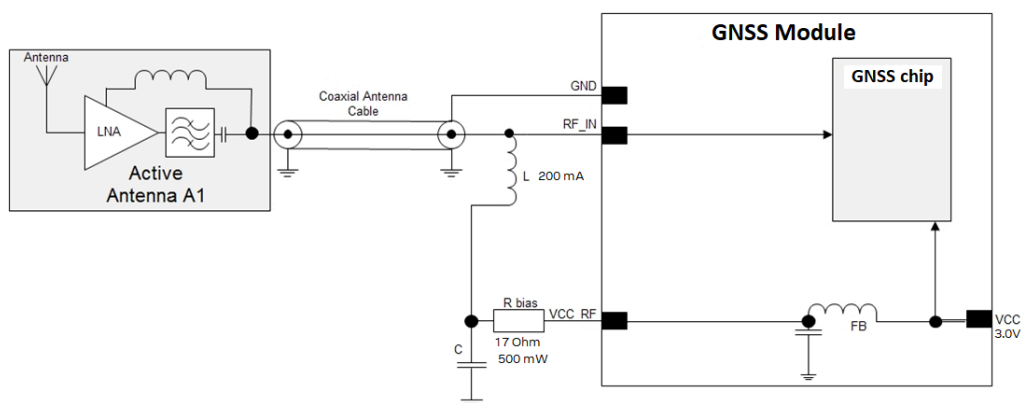 GNSS Module
Antenna
GNSS chip
GND
Coaxial Antenna
Cable
RF_IN
LNA
Active
Antenna A1
L 200 mA
R bias
VCC_RF
17 Ohm
500 mW
C
FB
VCC
3.0V